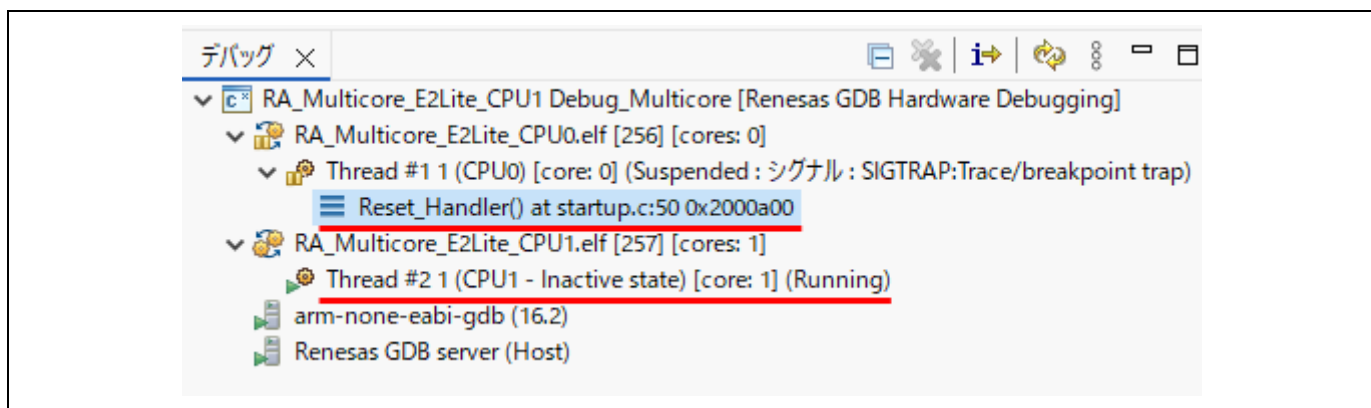 デバッグ
RA_Multicore_E2Lite_CPU1 Debug_Multicore [Renesas GDB Hardware Debugging]
RA_Multicore_E2Lite_CPU0.elf [256] [cores: 0]
Thread #1 1 (CPU0) [core: 0] (Suspended : シグナル : SIGTRAP:Trace/breakpoint trap)
Reset_Handler() at startup.c:50 0x2000a00
RA_Multicore_E2Lite_CPU1.elf [257] [cores: 1]
Thread #2 1 (CPU1 - Inactive state) [core: 1] (Running)
arm-none-eabi-gdb (16.2)
Renesas GDB server (Host)